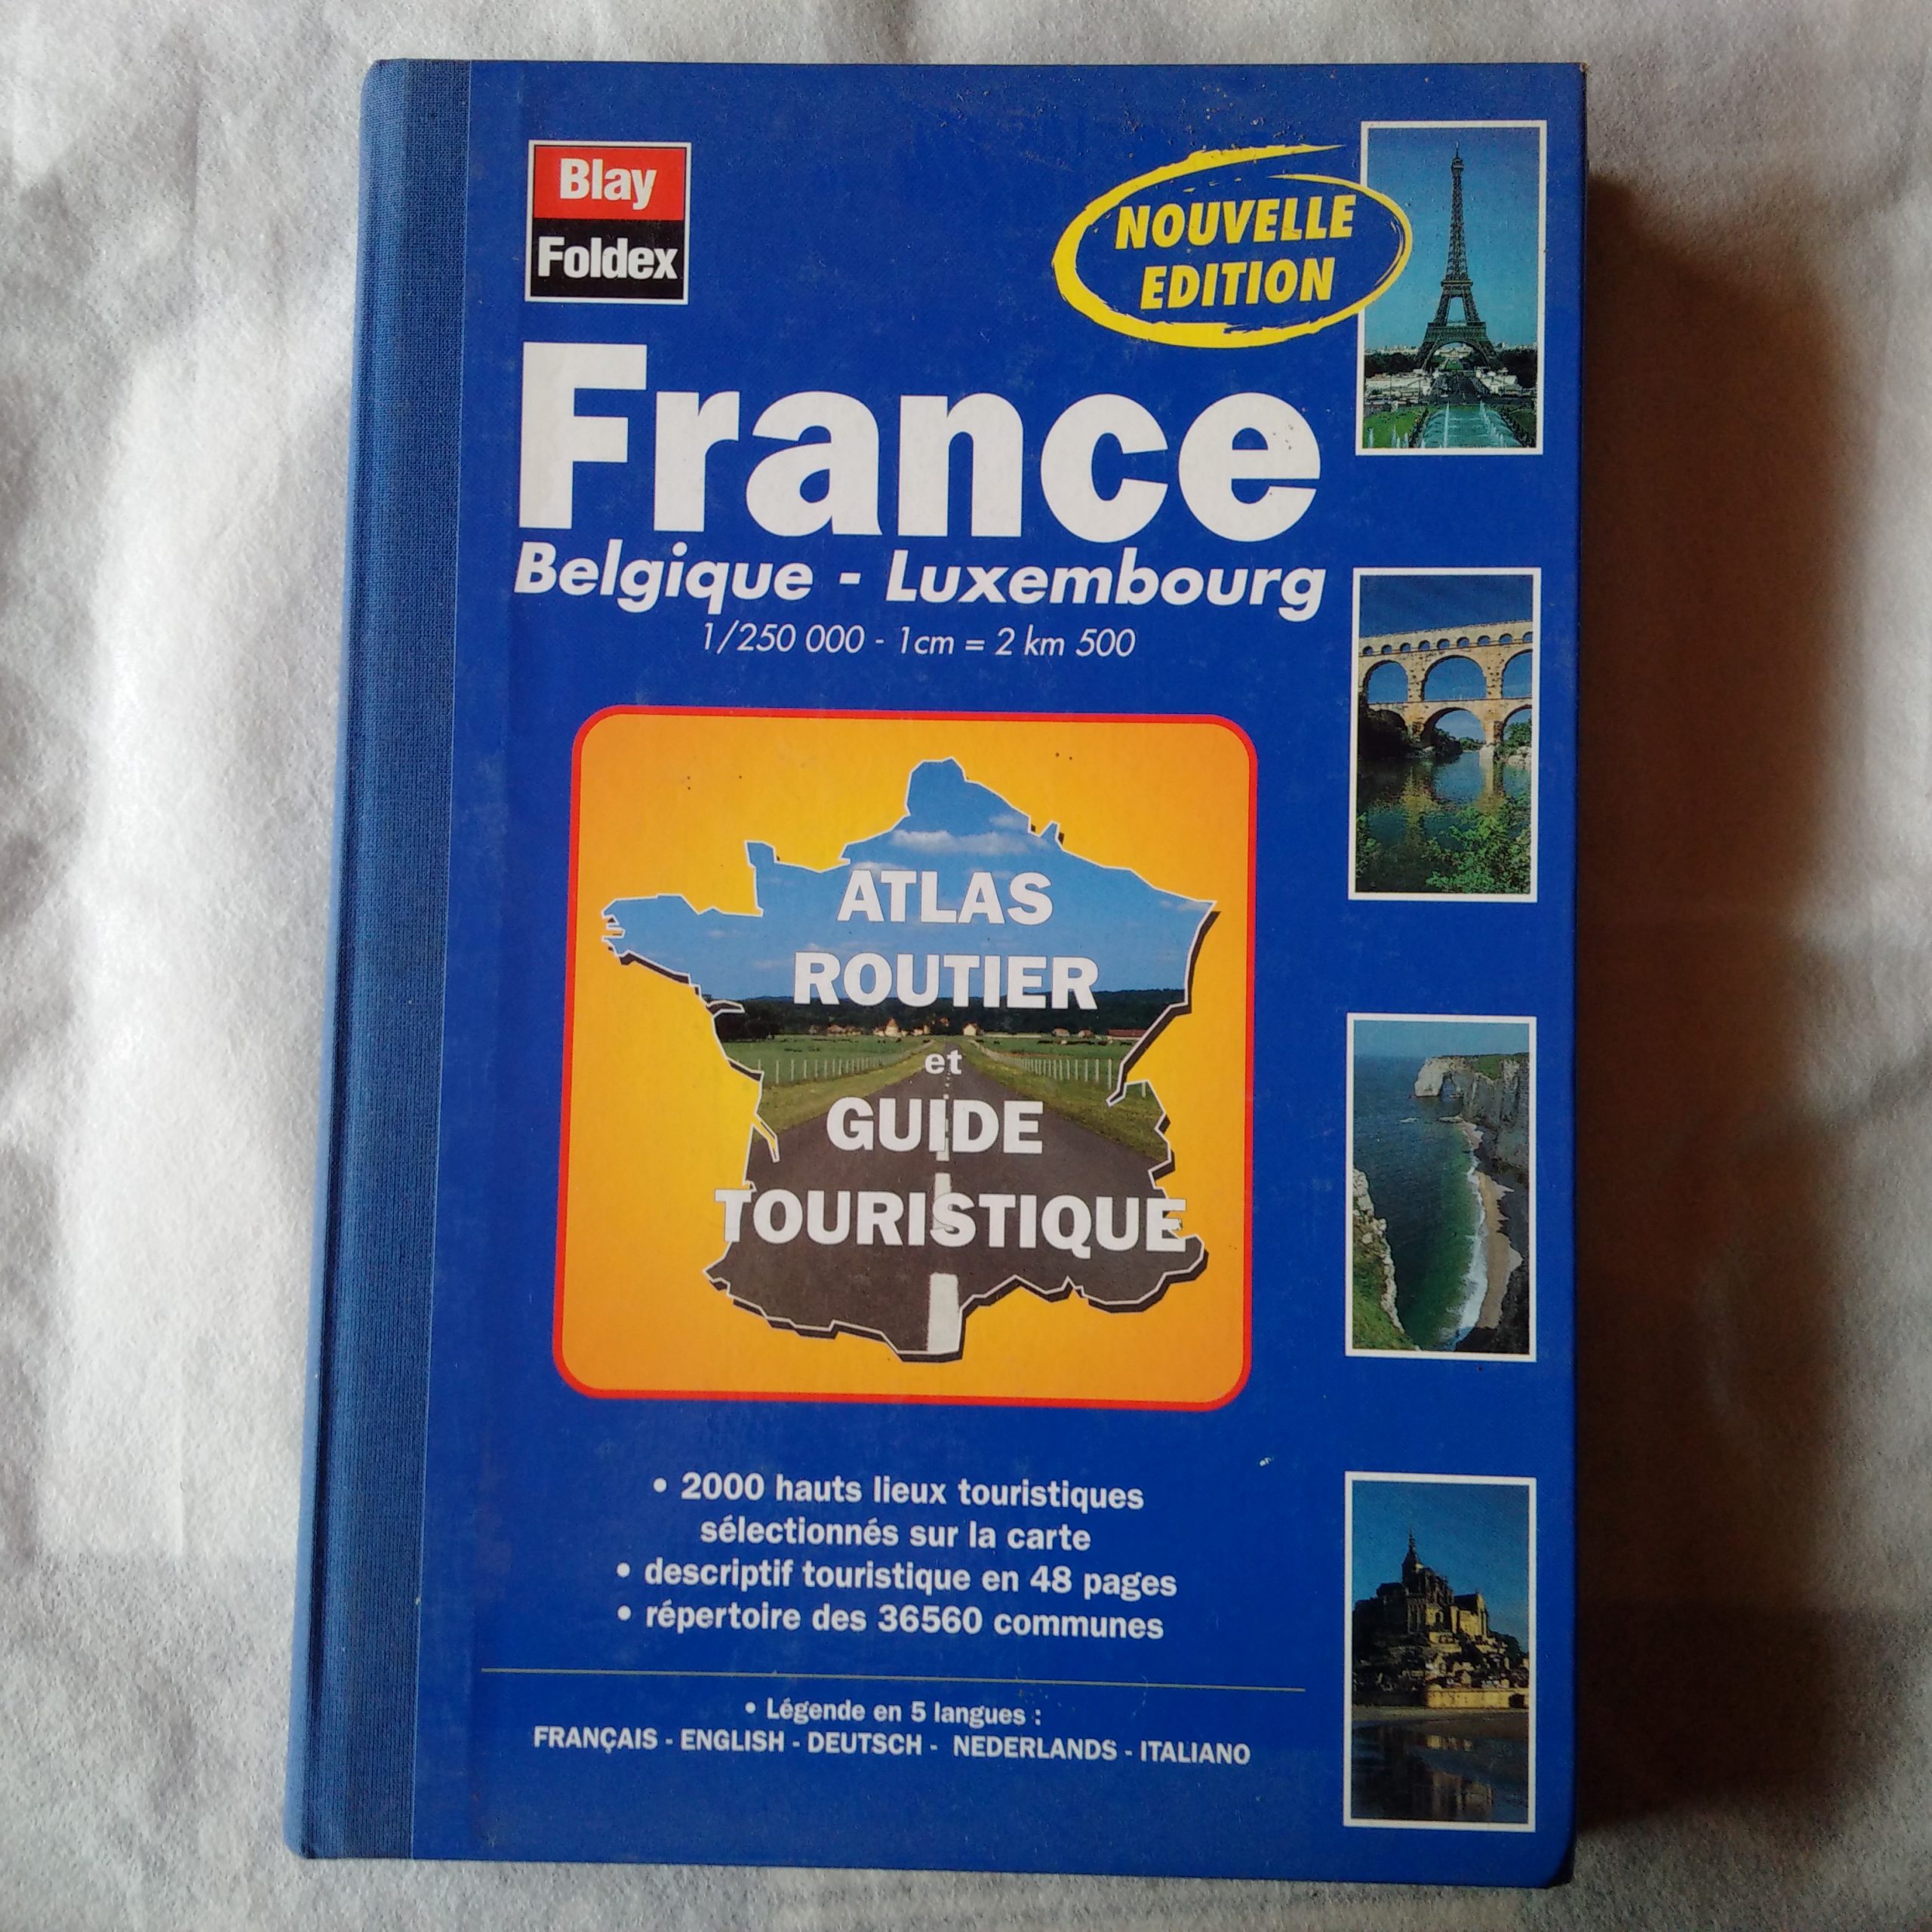 Blay
Foldex
NOUVELLE
EDITION
France
Belgique - Luxembourg
1/250 000 - 1cm = 2 km 500
ATLAS
ROUTIER
et
GUIDE
TOURISTIQUE
• 2000 hauts lieux touristiques
sélectionnés sur la carte
• descriptif touristique en 48 pages
• répertoire des 36560 communes
• Légende en 5 langues :
FRANÇAIS - ENGLISH - DEUTSCH - NEDERLANDS - ITALIANO